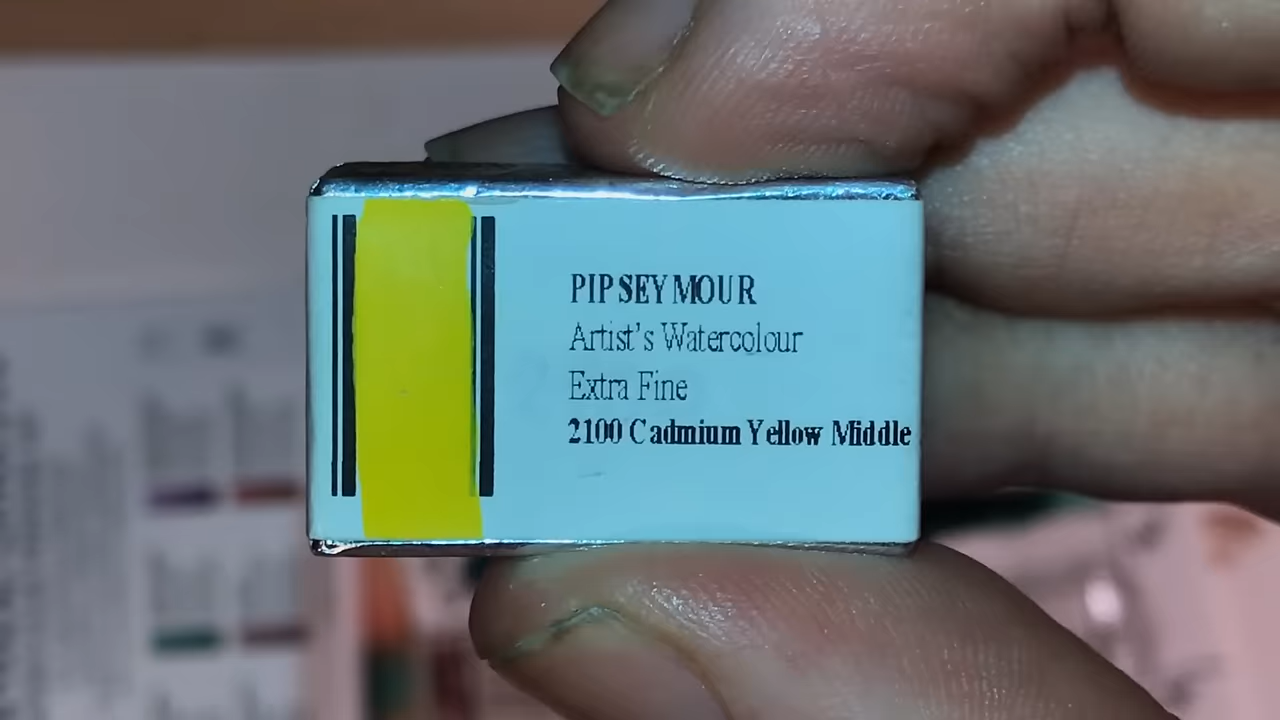 PIP SEYMOUR
Artist's Watercolour
Extra Fine
2100 Cadmium Yellow Middle